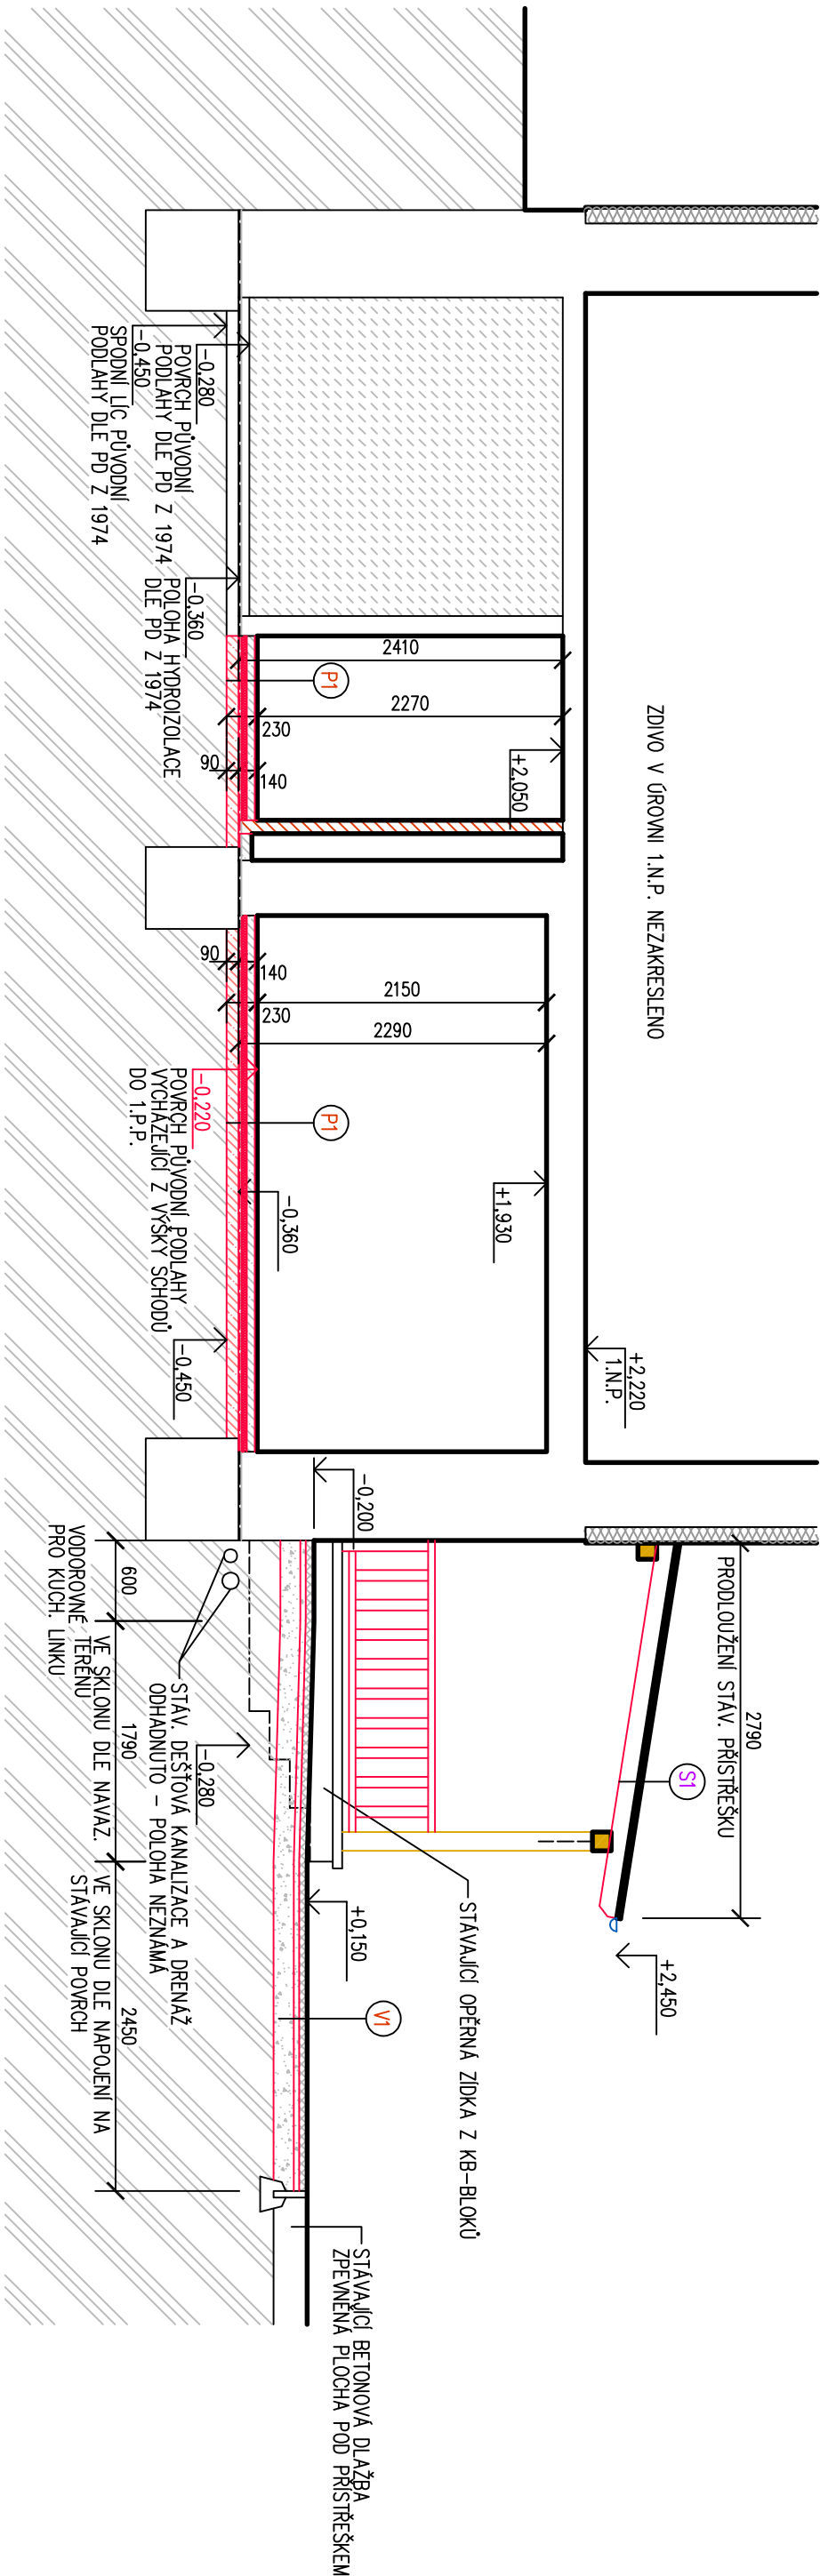 ZDIVO V ÚROVNI 1.N.P. NEZAKRESLENO
+2,220
1.N.P.
PRODLOUŽENÍ STÁV. PŘÍSTŘEŠKU
2790
S1
+2,450
2410
2270
230
90
140
+2,050
P1
-0,280
POVRCH PŮVODNÍ
PODLAHY DLE PD Z 1974
-0,450
SPODNÍ LÍC PŮVODNÍ
PODLAHY DLE PD Z 1974
-0,360
POLOHA HYDROIZOLACE
DLE PD Z 1974
90
140
230
2150
2290
P1
+1,930
-0,360
-0,220
POVRCH PŮVODNÍ PODLAHY
VYCHÁZEJÍCÍ Z VÝŠKY SCHODŮ
DO 1.P.P.
-0,450
-0,200
STÁVAJÍCÍ OPĚRNÁ ZÍDKA Z KB-BLOKŮ
+0,150
V1
-0,280
STÁV. DEŠŤOVÁ KANALIZACE A DRENÁŽ
ODHADNUTO - POLOHA NEZNÁMÁ
600
1790
2450
VODOROVNÉ
PRO KUCH. LINKU
VE SKLONU DLE NAVAZ.
TERÉNU
VE SKLONU DLE NAPOJENÍ NA
STÁVAJÍCÍ POVRCH
STÁVAJÍCÍ BETONOVÁ DLAŽBA
ZPEVNĚNÁ PLOCHA POD PŘÍSTŘEŠKEM